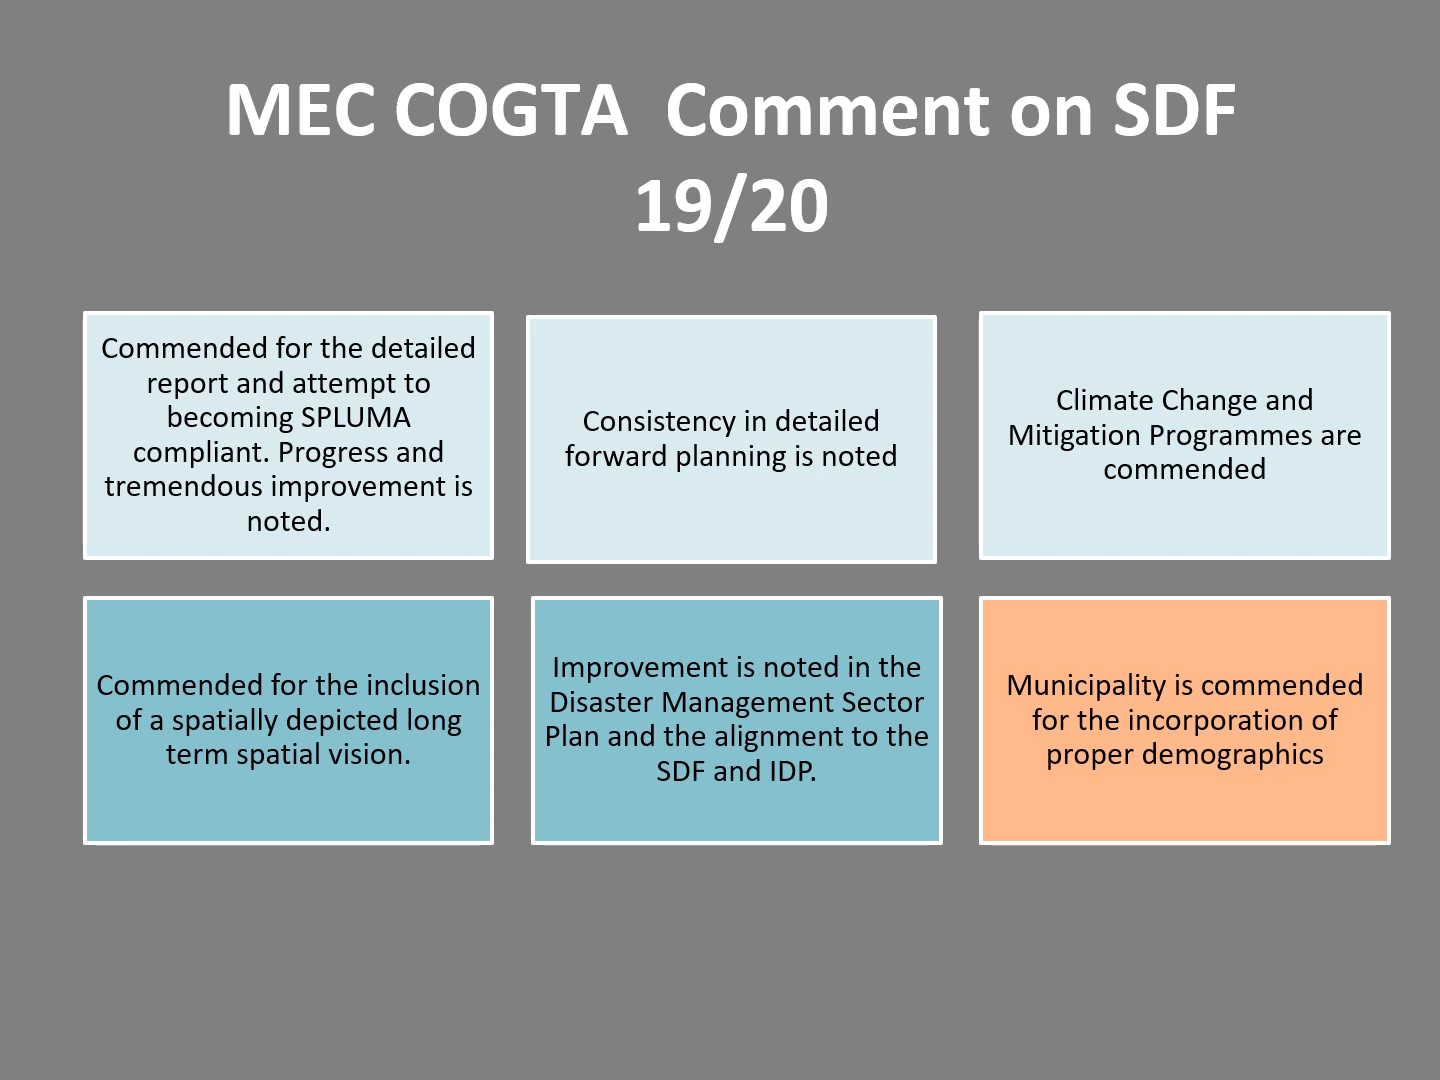 MEC COGTA  Comment on SDF
19/20
Commended for the detailed
report and attempt to
becoming SPLUMA
compliant. Progress and
tremendous improvement is
noted.
Consistency in detailed
forward planning is noted
Climate Change and
Mitigation Programmes are
commended
Commended for the inclusion
of a spatially depicted long
term spatial vision.
Improvement is noted in the
Disaster Management Sector
Plan and the alignment to the
SDF and IDP.
Municipality is commended
for the incorporation of
proper demographics